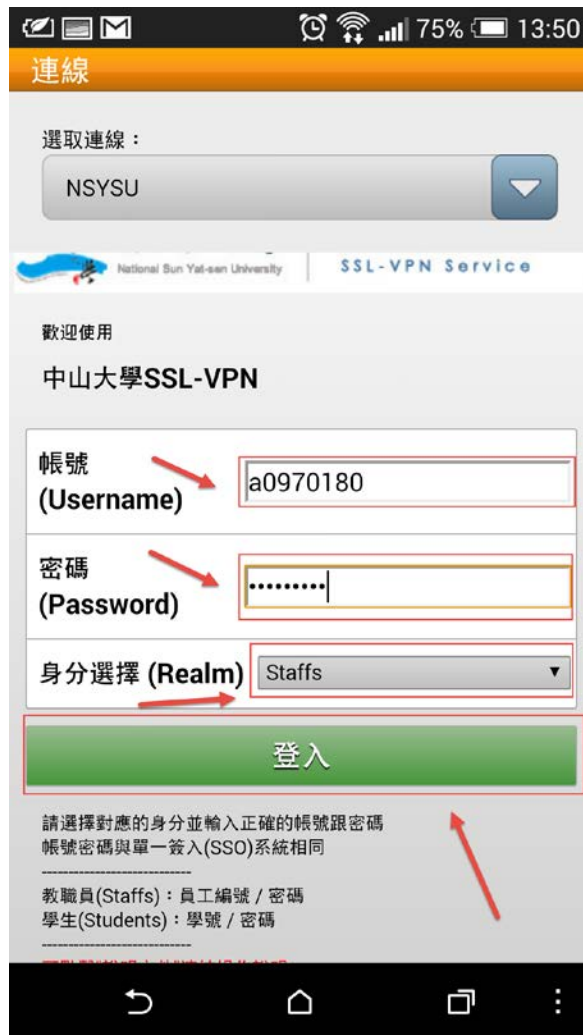 75% 13:50
連線
選取連線：
NSYSU
National Sun Yat-sen University
SSL-VPN Service
歡迎使用
中山大學SSL-VPN
帳號
(Username)
a0970180
密碼
(Password)
•••••••••
身分選擇 (Realm)
Staffs
登入
請選擇對應的身分並輸入正確的帳號跟密碼
帳號密碼與單一簽入(SSO)系統相同
----------------------------
教職員(Staffs)：員工編號 / 密碼
學生(Students)：學號 / 密碼
----------------------------